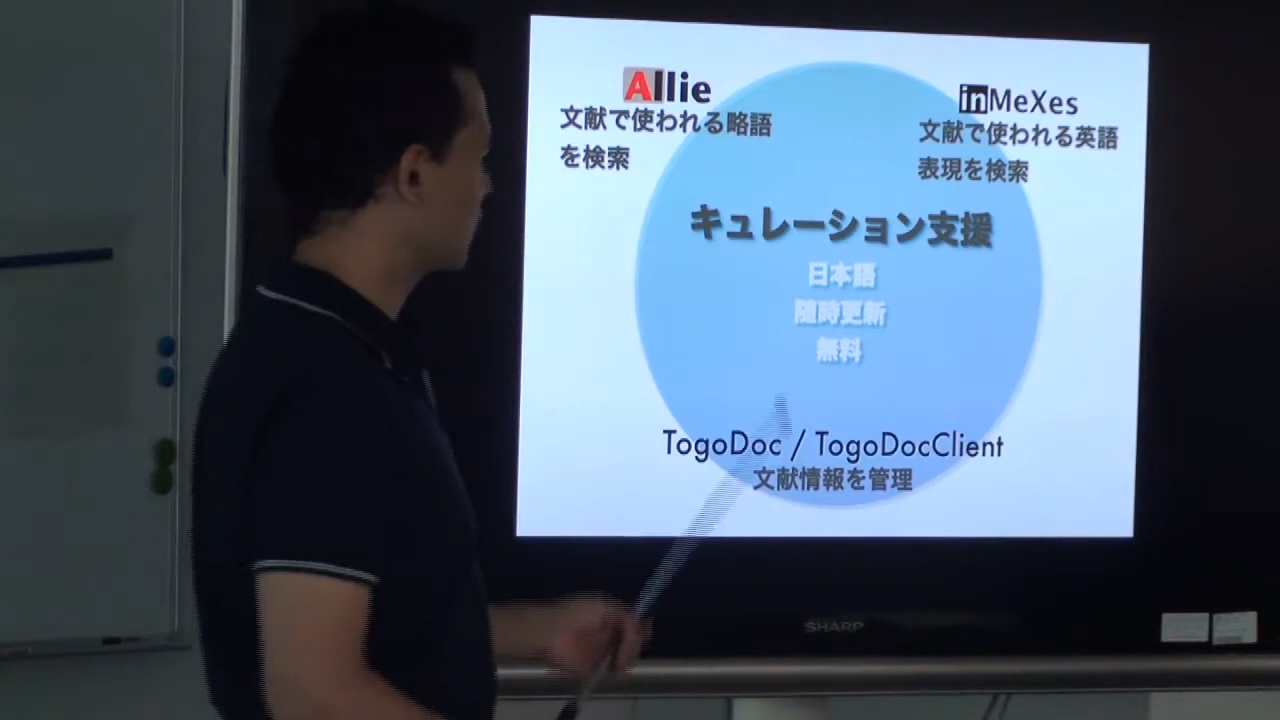 Allie
文献で使われる略語
を検索
inMeXes
文献で使われる英語
表現を検索
キュレーション支援
日本語
随時更新
無料
TogoDoc / TogoDocClient
文献情報を管理
SHARP